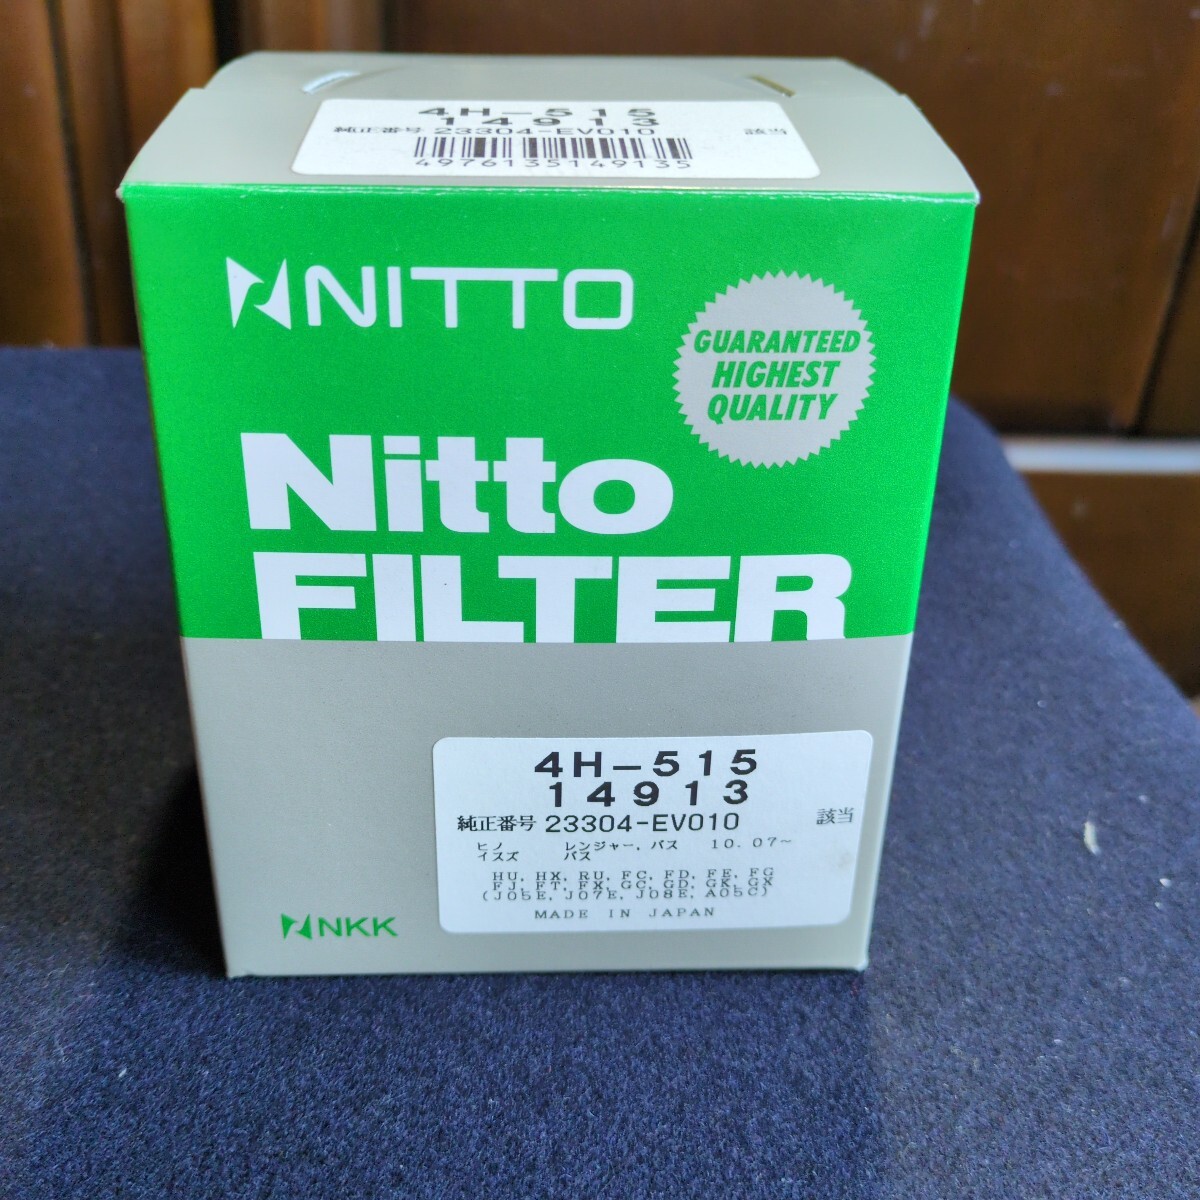 4H-515
14913
純正番号 23304-EV010 該当
4976135149135
NITTO
GUARANTEED
HIGHEST
QUALITY
Nitto
FILTER
4H-515
14913
純正番号 23304-EV010 該当
ヒノ レンジャー, バス 10. 07~
イスズ バス
HU, HX, RU, FC, FD, FE, FG
FJ, FT, FX, GC, GD, GK, GX
(J05E, J07E, J08E, A05C)
MADE IN JAPAN
NKK